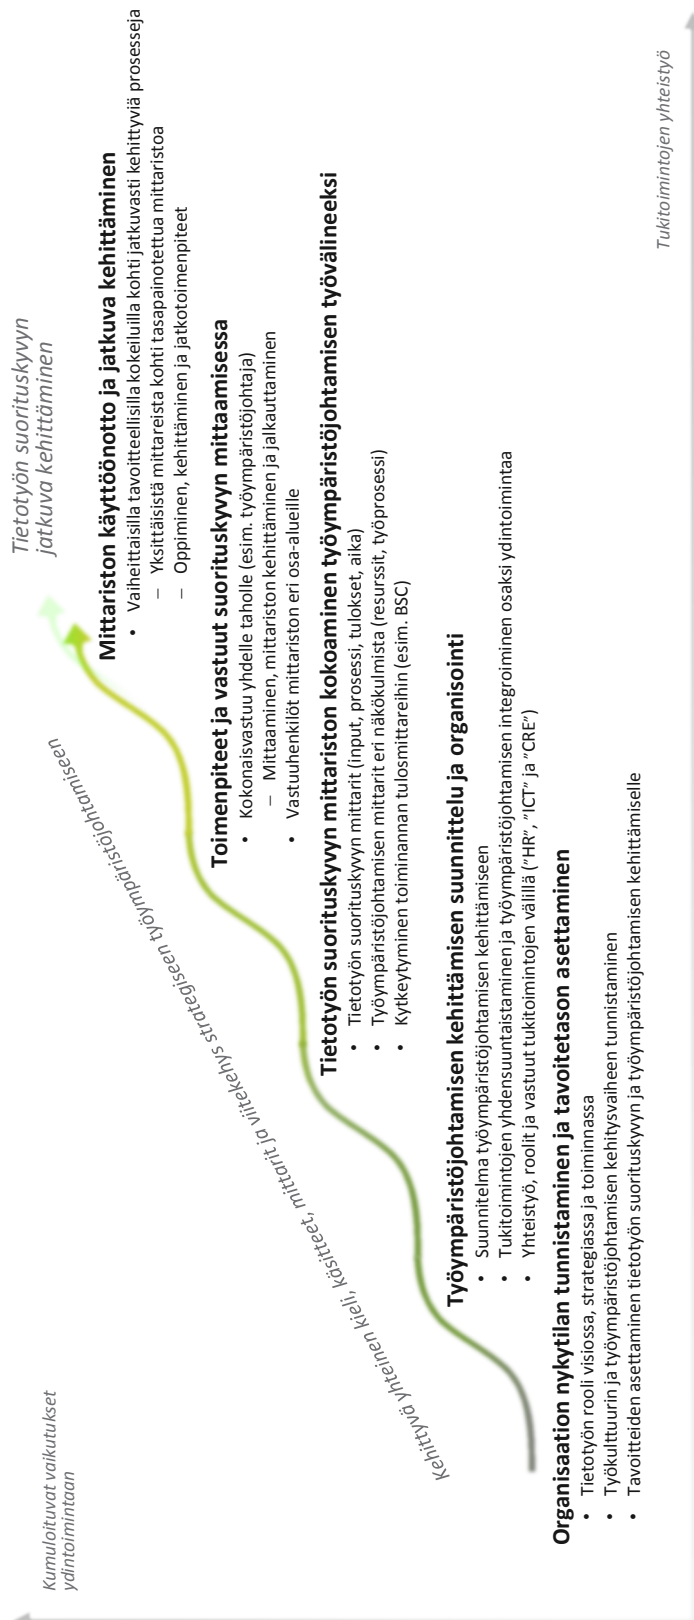 Kumuloituvat vaikutukset
ydintoimintaan
Tietotyön suorituskyvyn
jatkuva kehittäminen
Kehittyvä yhteinen kieli, käsitteet, mittarit ja viitekehys strategiseen työympäristöjohtamiseen
Mittariston käyttöönotto ja jatkuva kehittäminen
• Vaiheittaisilla tavoitteellisilla kokeiluilla kohti jatkuvasti kehittyviä prosesseja
– Yksittäisistä mittareista kohti tasapainotettua mittaristoa
– Oppiminen, kehittäminen ja jatkotoimenpiteet
Toimenpiteet ja vastuut suorituskyvyn mittaamisessa
• Kokonaisvastuu yhdelle taholle (esim. työympäristöjohtaja)
– Mittaaminen, mittariston kehittäminen ja jalkauttaminen
• Vastuuhenkilöt mittariston eri osa-alueille
Tietotyön suorituskyvyn mittariston kokoaminen työympäristöjohtamisen työvälineeksi
• Tietotyön suorituskyvyn mittarit (input, prosessi, tulokset, aika)
• Työympäristöjohtamisen mittarit eri näkökulmista (resurssit, työprosessi)
• Kytkeytyminen toiminannan tulosmittareihin (esim. BSC)
Työympäristöjohtamisen kehittämisen suunnittelu ja organisointi
• Suunnitelma työympäristöjohtamisen kehittämiseen
• Tukitoimintojen yhdensuuntaistaminen ja työympäristöjohtamisen integroiminen osaksi ydintoimintaa
• Yhteistyö, roolit ja vastuut tukitoimintojen välillä ("HR", "ICT" ja "CRE")
Organisaation nykytilan tunnistaminen ja tavoitetason asettaminen
• Tietotyön rooli visiossa, strategiassa ja toiminnassa
• Työkulttuurin ja työympäristöjohtamisen kehitysvaiheen tunnistaminen
• Tavoitteiden asettaminen tietotyön suorituskyvyn ja työympäristöjohtamisen kehittämiselle
Tukitoimintojen yhteistyö